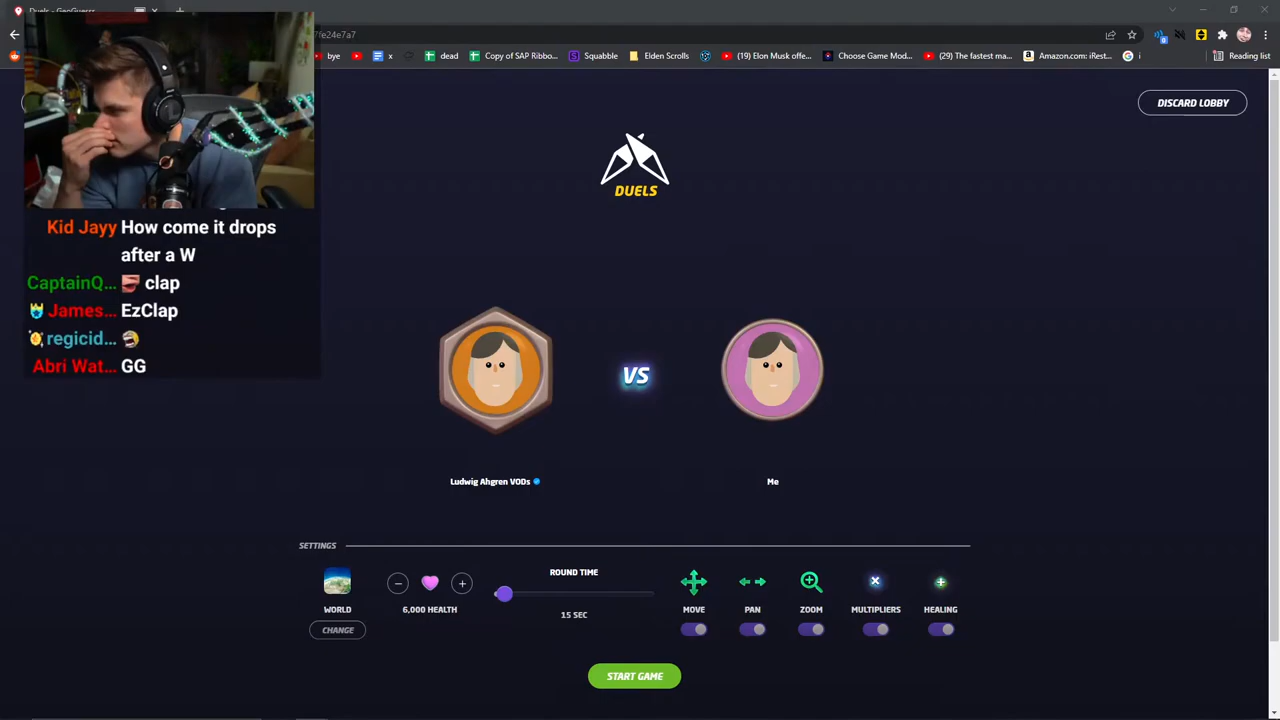 Duels - GeoGuessr
7fe24e7a7
bye
x
dead
Copy of SAP Ribbo...
Squabble
Elden Scrolls
(19) Elon Musk offe...
Choose Game Mod...
(29) The fastest ma...
Amazon.com: iRest...
i
Reading list
DISCARD LOBBY
DUELS
Kid Jayy How come it drops
after a W
CaptainQ... clap
James... EzClap
regicid...
Abri Wat... GG
VS
Ludwig Ahgren VODs
Me
SETTINGS
ROUND TIME
WORLD
6,000 HEALTH
15 SEC
MOVE
PAN
ZOOM
MULTIPLIERS
HEALING
CHANGE
START GAME